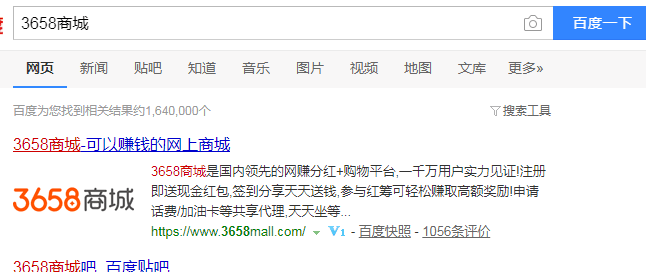 3658商城
百度一下
网页 新闻 贴吧 知道 音乐 图片 视频 地图 文库 更多»
百度为您找到相关结果约1,640,000个
搜索工具
3658商城-可以赚钱的网上商城
3658商城
3658商城是国内领先的网赚分红+购物平台,一千万用户实力见证!注册
即送现金红包,签到分享天天送钱,参与红筹可轻松赚取高额奖励!申请
话费/加油卡等共享代理,天天坐等...
https://www.3658mall.com/ V1 - 百度快照 - 1056条评价
3658商城吧_百度贴吧